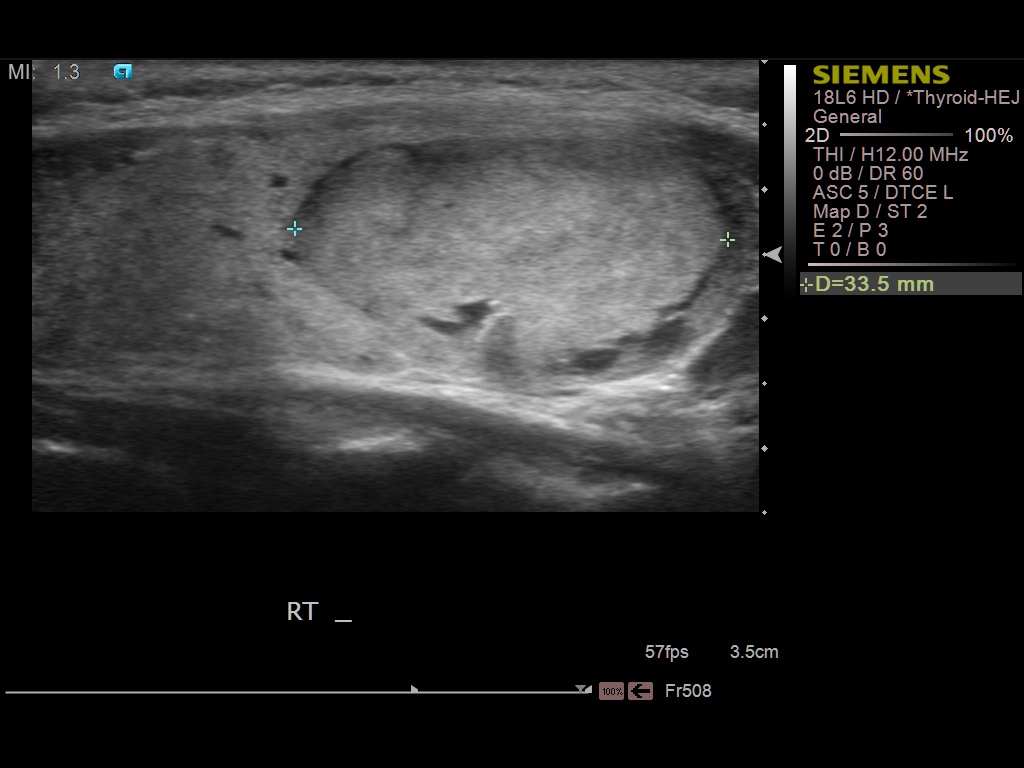 MI: 1.3
SIEMENS
18L6 HD / *Thyroid-HEJ
General
2D 100%
THI / H12.00 MHz
0 dB / DR 60
ASC 5 / DTCE L
Map D / ST 2
E 2 / P 3
T 0 / B 0
D=33.5 mm
RT _
57fps 3.5cm
100% Fr508